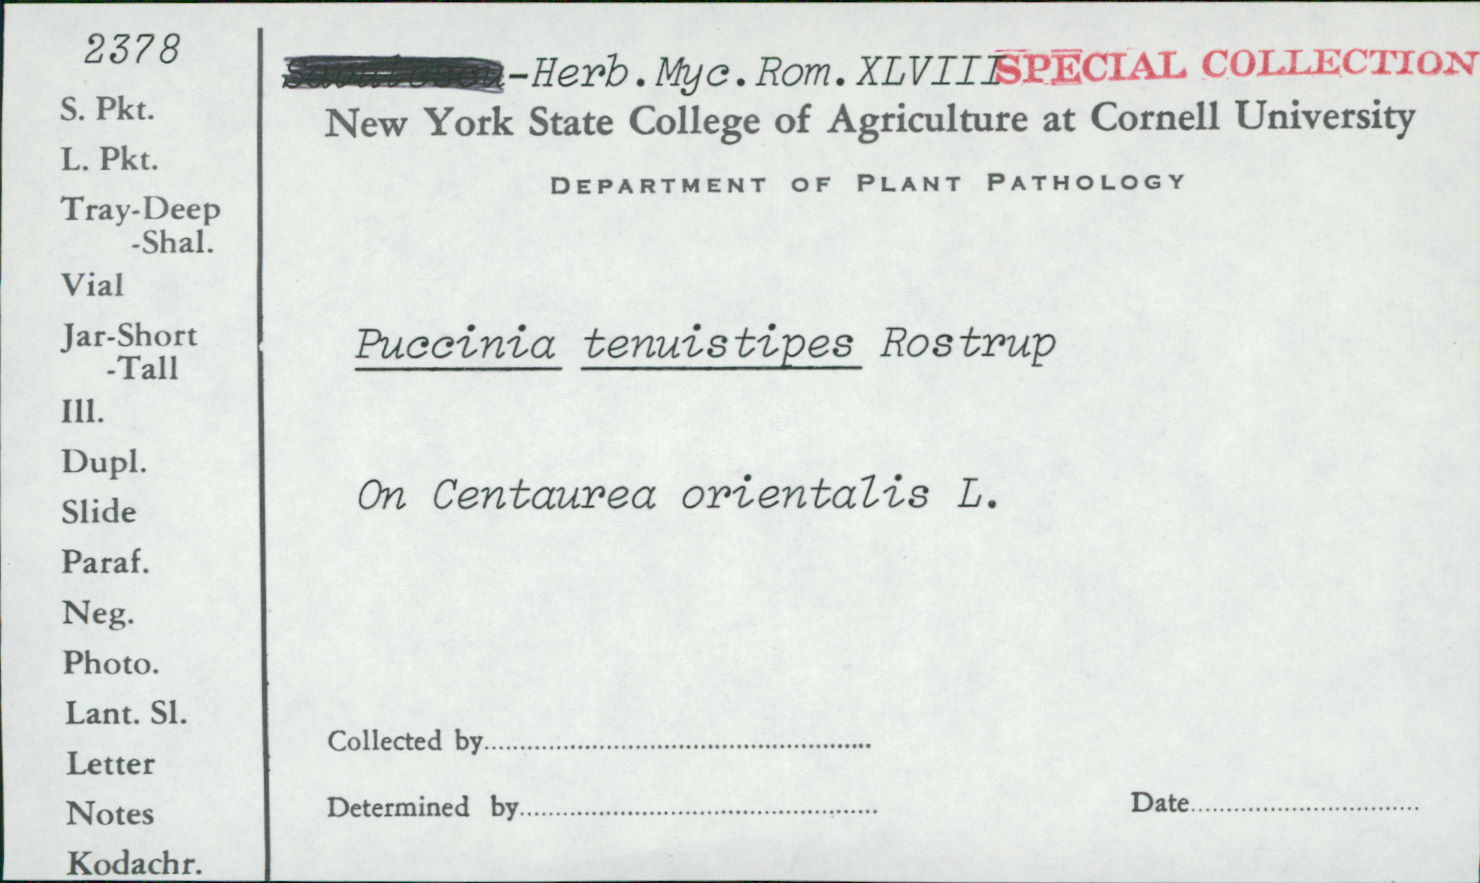 2378
-Herb.Myc.Rom.XLVIII SPECIAL COLLECTION
New York State College of Agriculture at Cornell University
DEPARTMENT OF PLANT PATHOLOGY
S. Pkt.
L. Pkt.
Tray-Deep
-Shal.
Vial
Jar-Short
-Tall
Ill.
Dupl.
Slide
Paraf.
Neg.
Photo.
Lant. Sl.
Letter
Notes
Kodachr.
Puccinia tenuistipes Rostrup
On Centaurea orientalis L.
Collected by
Determined by
Date